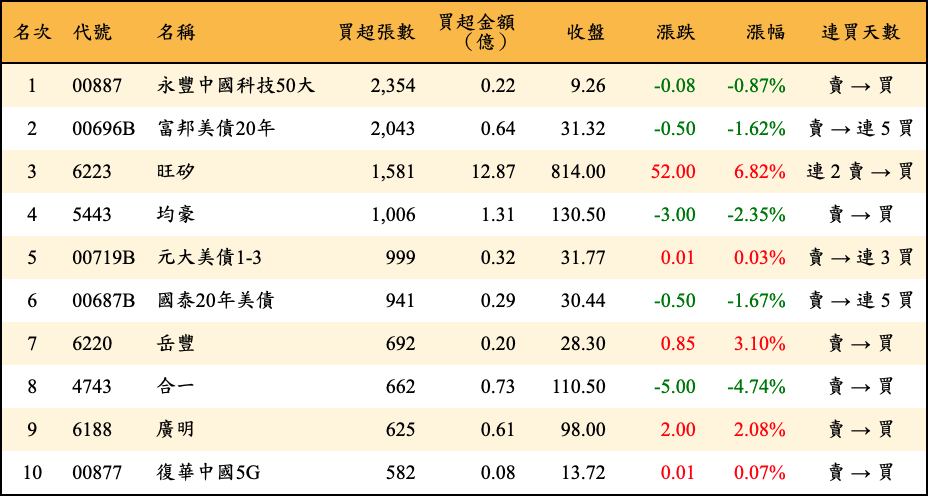 名次 代號 名稱 買超張數 買超金額（億） 收盤 漲跌 漲幅 連買天數
1 00887 永豐中國科技50大 2,354 0.22 9.26 -0.08 -0.87% 賣 → 買
2 00696B 富邦美債20年 2,043 0.64 31.32 -0.50 -1.62% 賣 → 連 5 買
3 6223 旺矽 1,581 12.87 814.00 52.00 6.82% 連 2 賣 → 買
4 5443 均豪 1,006 1.31 130.50 -3.00 -2.35% 賣 → 買
5 00719B 元大美債1-3 999 0.32 31.77 0.01 0.03% 賣 → 連 3 買
6 00687B 國泰20年美債 941 0.29 30.44 -0.50 -1.67% 賣 → 連 5 買
7 6220 岳豐 692 0.20 28.30 0.85 3.10% 賣 → 買
8 4743 合一 662 0.73 110.50 -5.00 -4.74% 賣 → 買
9 6188 廣明 625 0.61 98.00 2.00 2.08% 賣 → 買
10 00877 復華中國5G 582 0.08 13.72 0.01 0.07% 賣 → 買